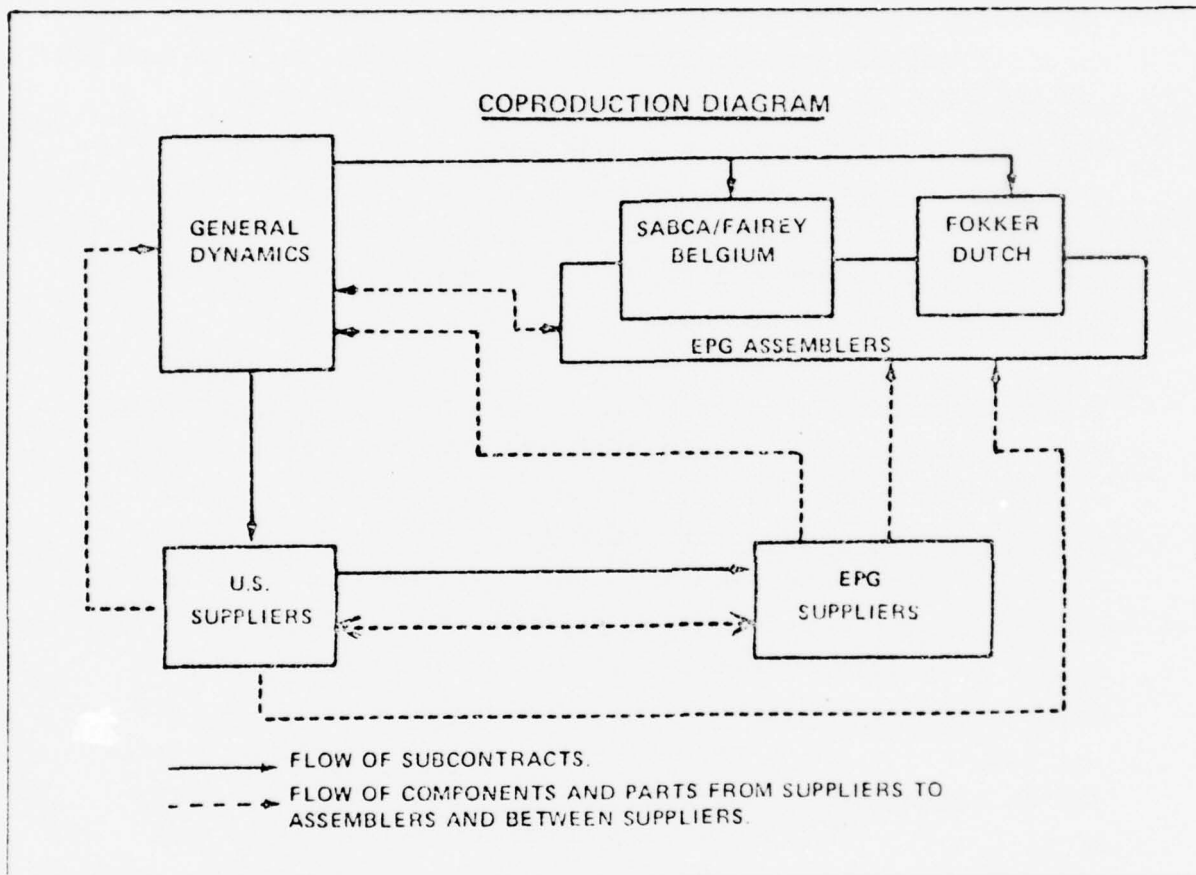 COPRODUCTION DIAGRAM
GENERAL
DYNAMICS
SABCA/FAIREY
BELGIUM
FOKKER
DUTCH
EPG ASSEMBLERS
U.S.
SUPPLIERS
EPG
SUPPLIERS
FLOW OF SUBCONTRACTS.
FLOW OF COMPONENTS AND PARTS FROM SUPPLIERS TO
ASSEMBLERS AND BETWEEN SUPPLIERS.